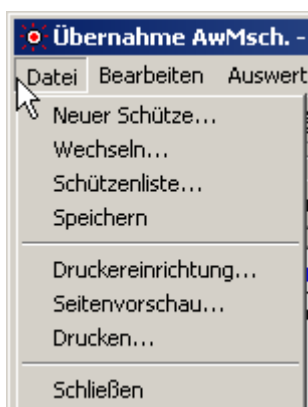 Übernahme AwMsch. -
Datei Bearbeiten Auswert
Neuer Schütze...
Wechseln...
Schützenliste...
Speichern
Druckereinrichtung...
Seitenvorschau...
Drucken...
Schließen